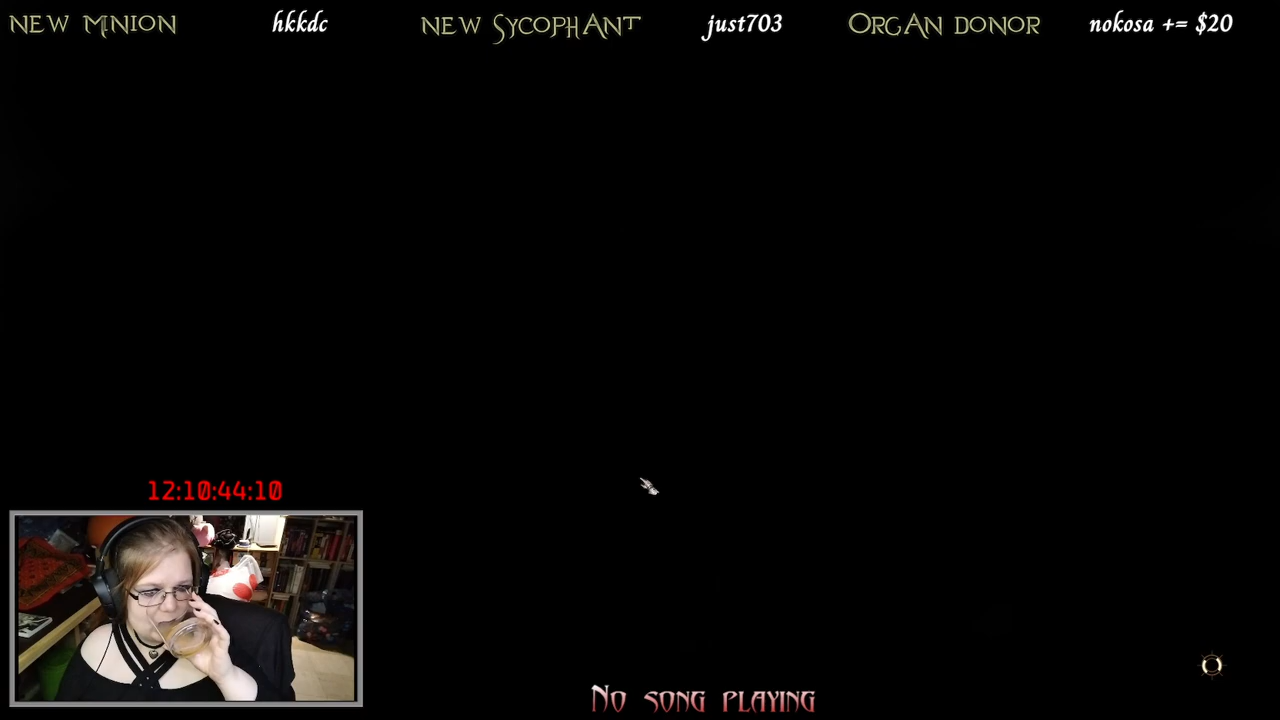 NEW MINION hkkdc NEW SYCOPHANT just703 ORGAN DONOR nokosa += $20
12:10:44:10
NO SONG PLAYING